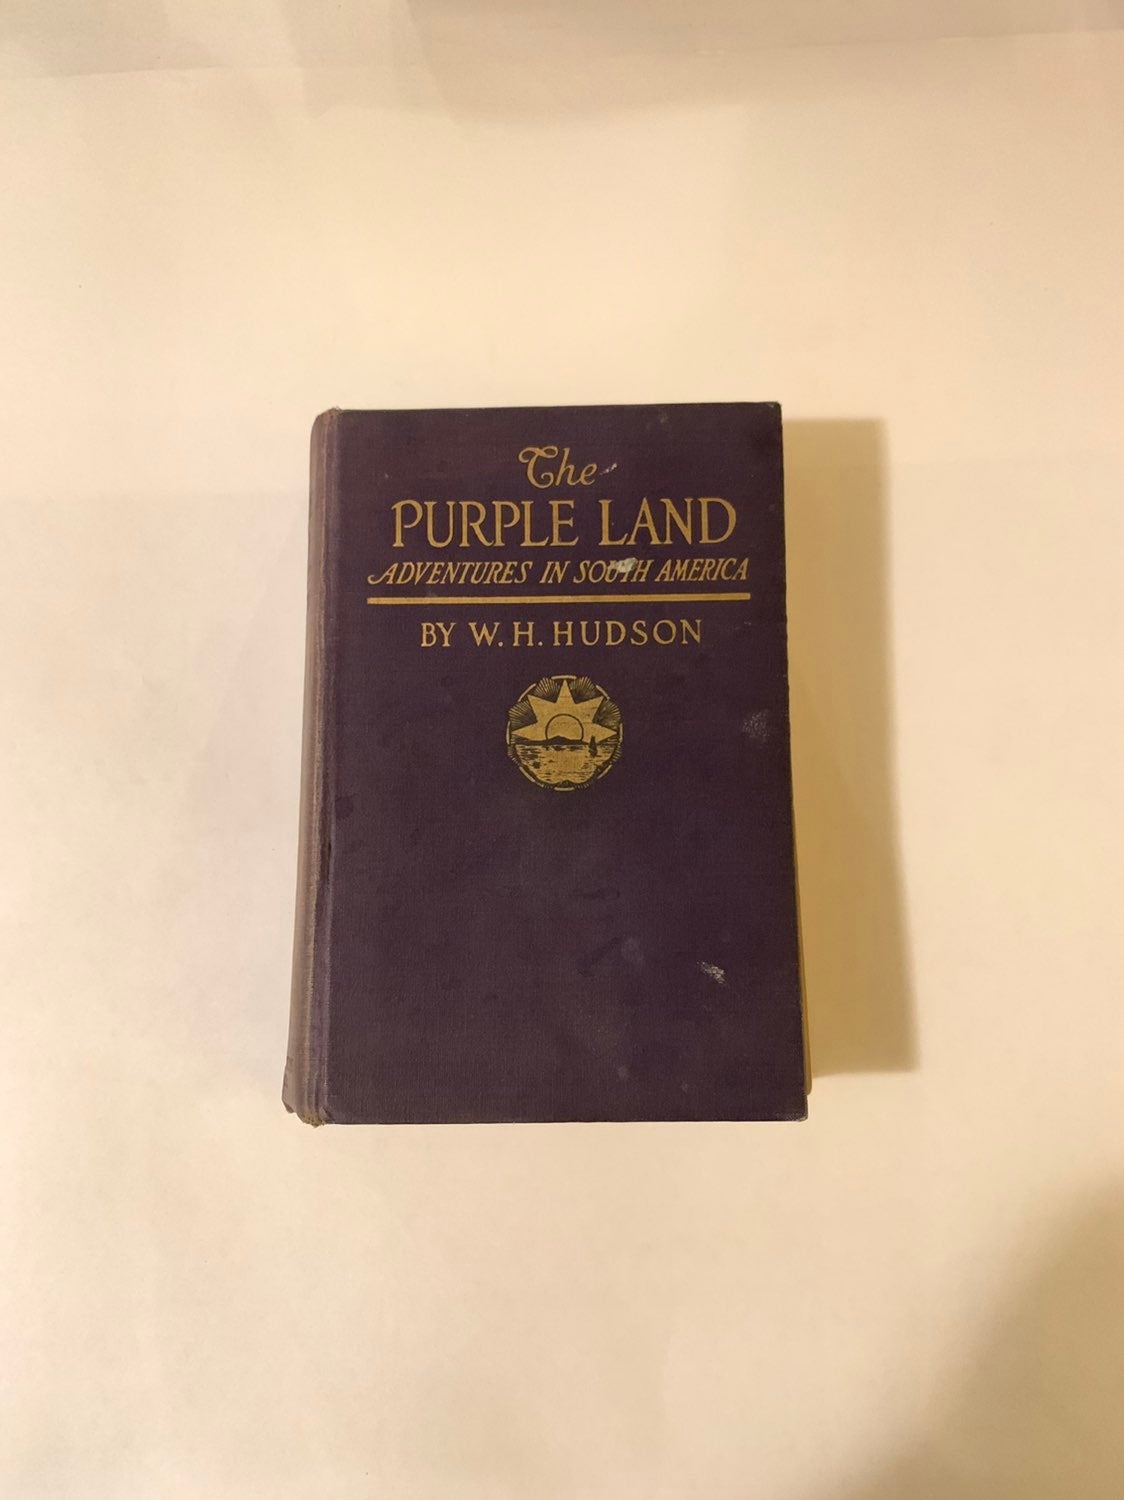 The
PURPLE LAND
ADVENTURES IN SOUTH AMERICA
BY W. H. HUDSON